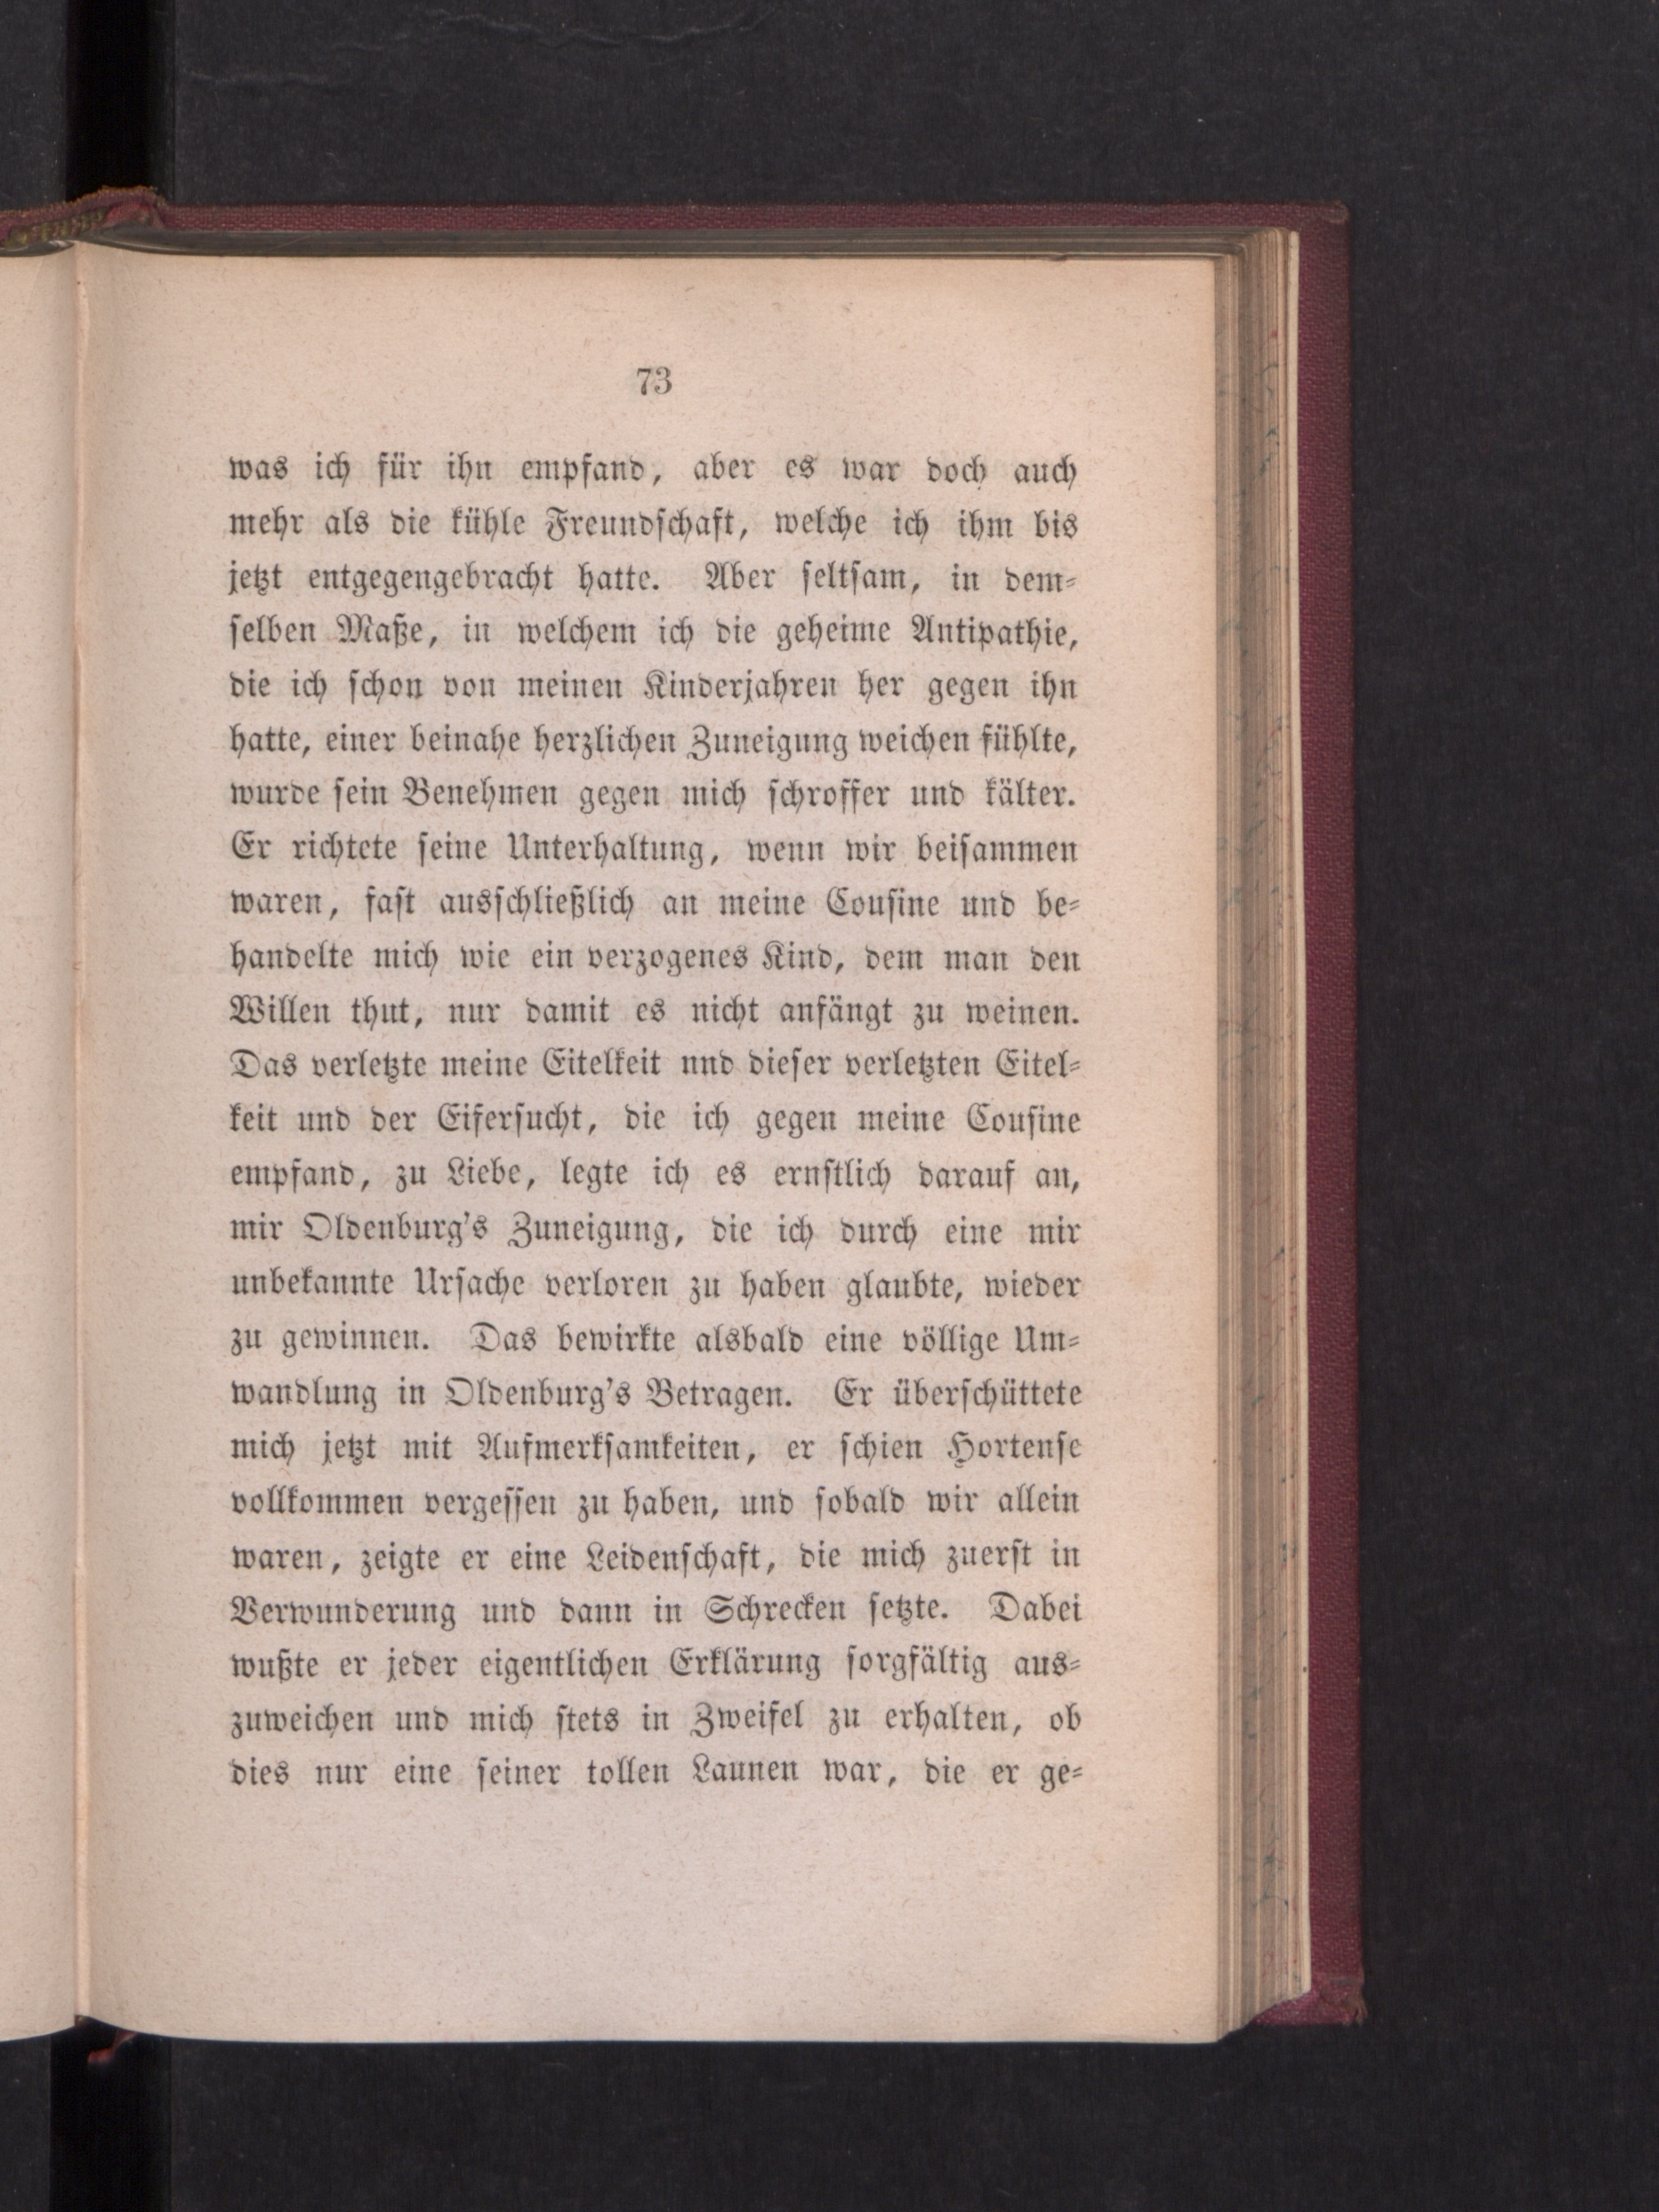 73
was ich für ihn empfand, aber es war doch auch
mehr als die kühle Freundschaft, welche ich ihm bis
jetzt entgegengebracht hatte. Aber seltsam, in dem-
selben Maße, in welchem ich die geheime Antipathie,
die ich schon von meinen Kinderjahren her gegen ihn
hatte, einer beinahe herzlichen Zuneigung weichen fühlte,
wurde sein Benehmen gegen mich schroffer und kälter.
Er richtete seine Unterhaltung, wenn wir beisammen
waren, fast ausschließlich an meine Cousine und be-
handelte mich wie ein verzogenes Kind, dem man den
Willen thut, nur damit es nicht anfängt zu weinen.
Das verletzte meine Eitelkeit nnd dieser verletzten Eitel-
keit und der Eifersucht, die ich gegen meine Cousine
empfand, zu Liebe, legte ich es ernstlich darauf an,
mir Oldenburg's Zuneigung, die ich durch eine mir
unbekannte Ursache verloren zu haben glaubte, wieder
zu gewinnen. Das bewirkte alsbald eine völlige Um-
wandlung in Oldenburg's Betragen. Er überschüttete
mich jetzt mit Aufmerksamkeiten, er schien Hortense
vollkommen vergessen zu haben, und sobald wir allein
waren, zeigte er eine Leidenschaft, die mich zuerst in
Verwunderung und dann in Schrecken setzte. Dabei
wußte er jeder eigentlichen Erklärung sorgfältig aus-
zuweichen und mich stets in Zweifel zu erhalten, ob
dies nur eine seiner tollen Launen war, die er ge-